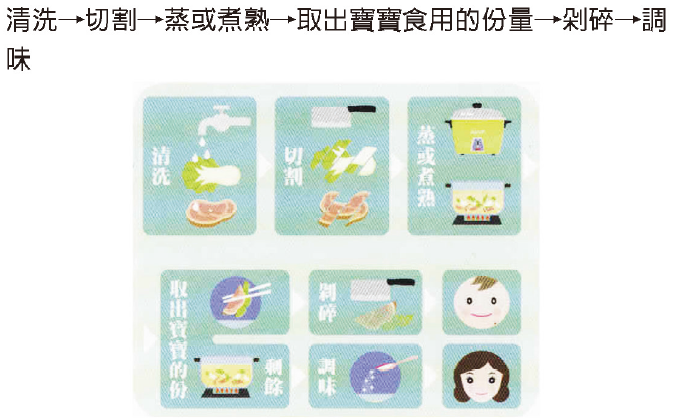 清洗→切割→蒸或煮熟→取出寶寶食用的份量→剁碎→調
味
清洗
切割
蒸或煮熟
取出寶寶的份
剁碎
剩餘
調味